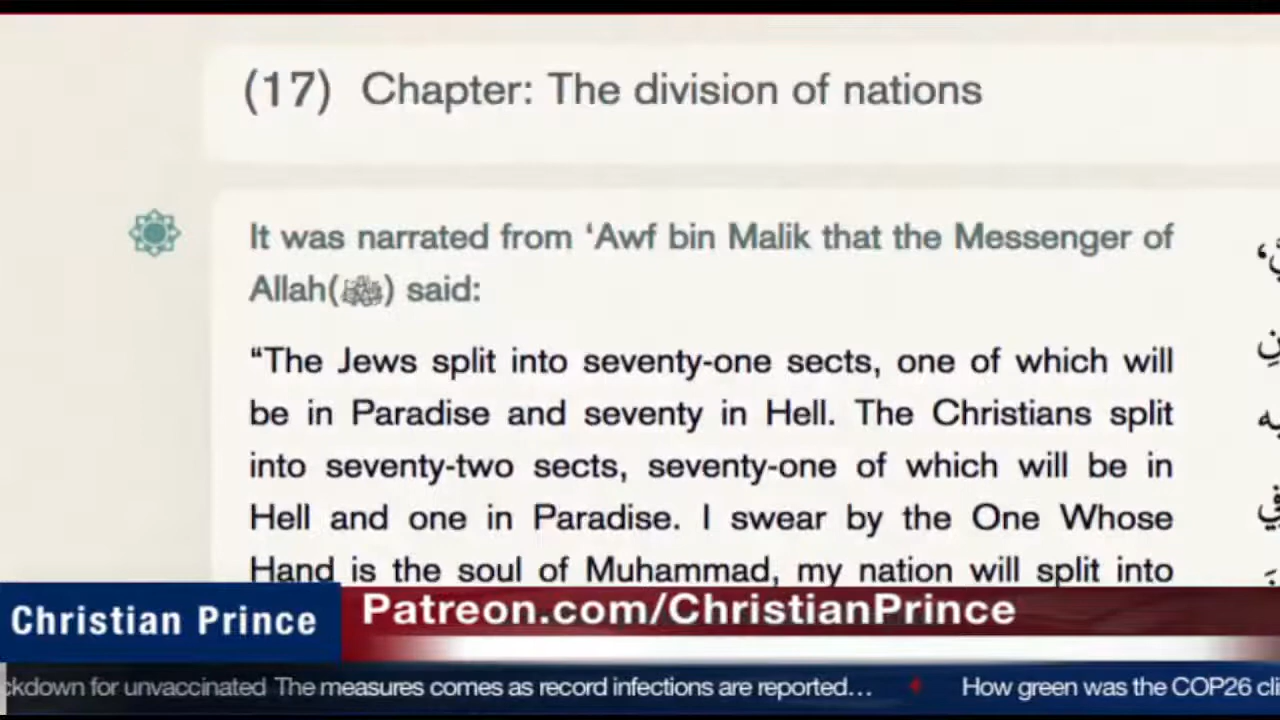 (17) Chapter: The division of nations
It was narrated from ‘Awf bin Malik that the Messenger of
Allah(ﷺ) said:
“The Jews split into seventy-one sects, one of which will
be in Paradise and seventy in Hell. The Christians split
into seventy-two sects, seventy-one of which will be in
Hell and one in Paradise. I swear by the One Whose
Hand is the soul of Muhammad, my nation will split into
Christian Prince
Patreon.com/ChristianPrince
ckdown for unvaccinated The measures comes as record infections are reported... How green was the COP26 cli